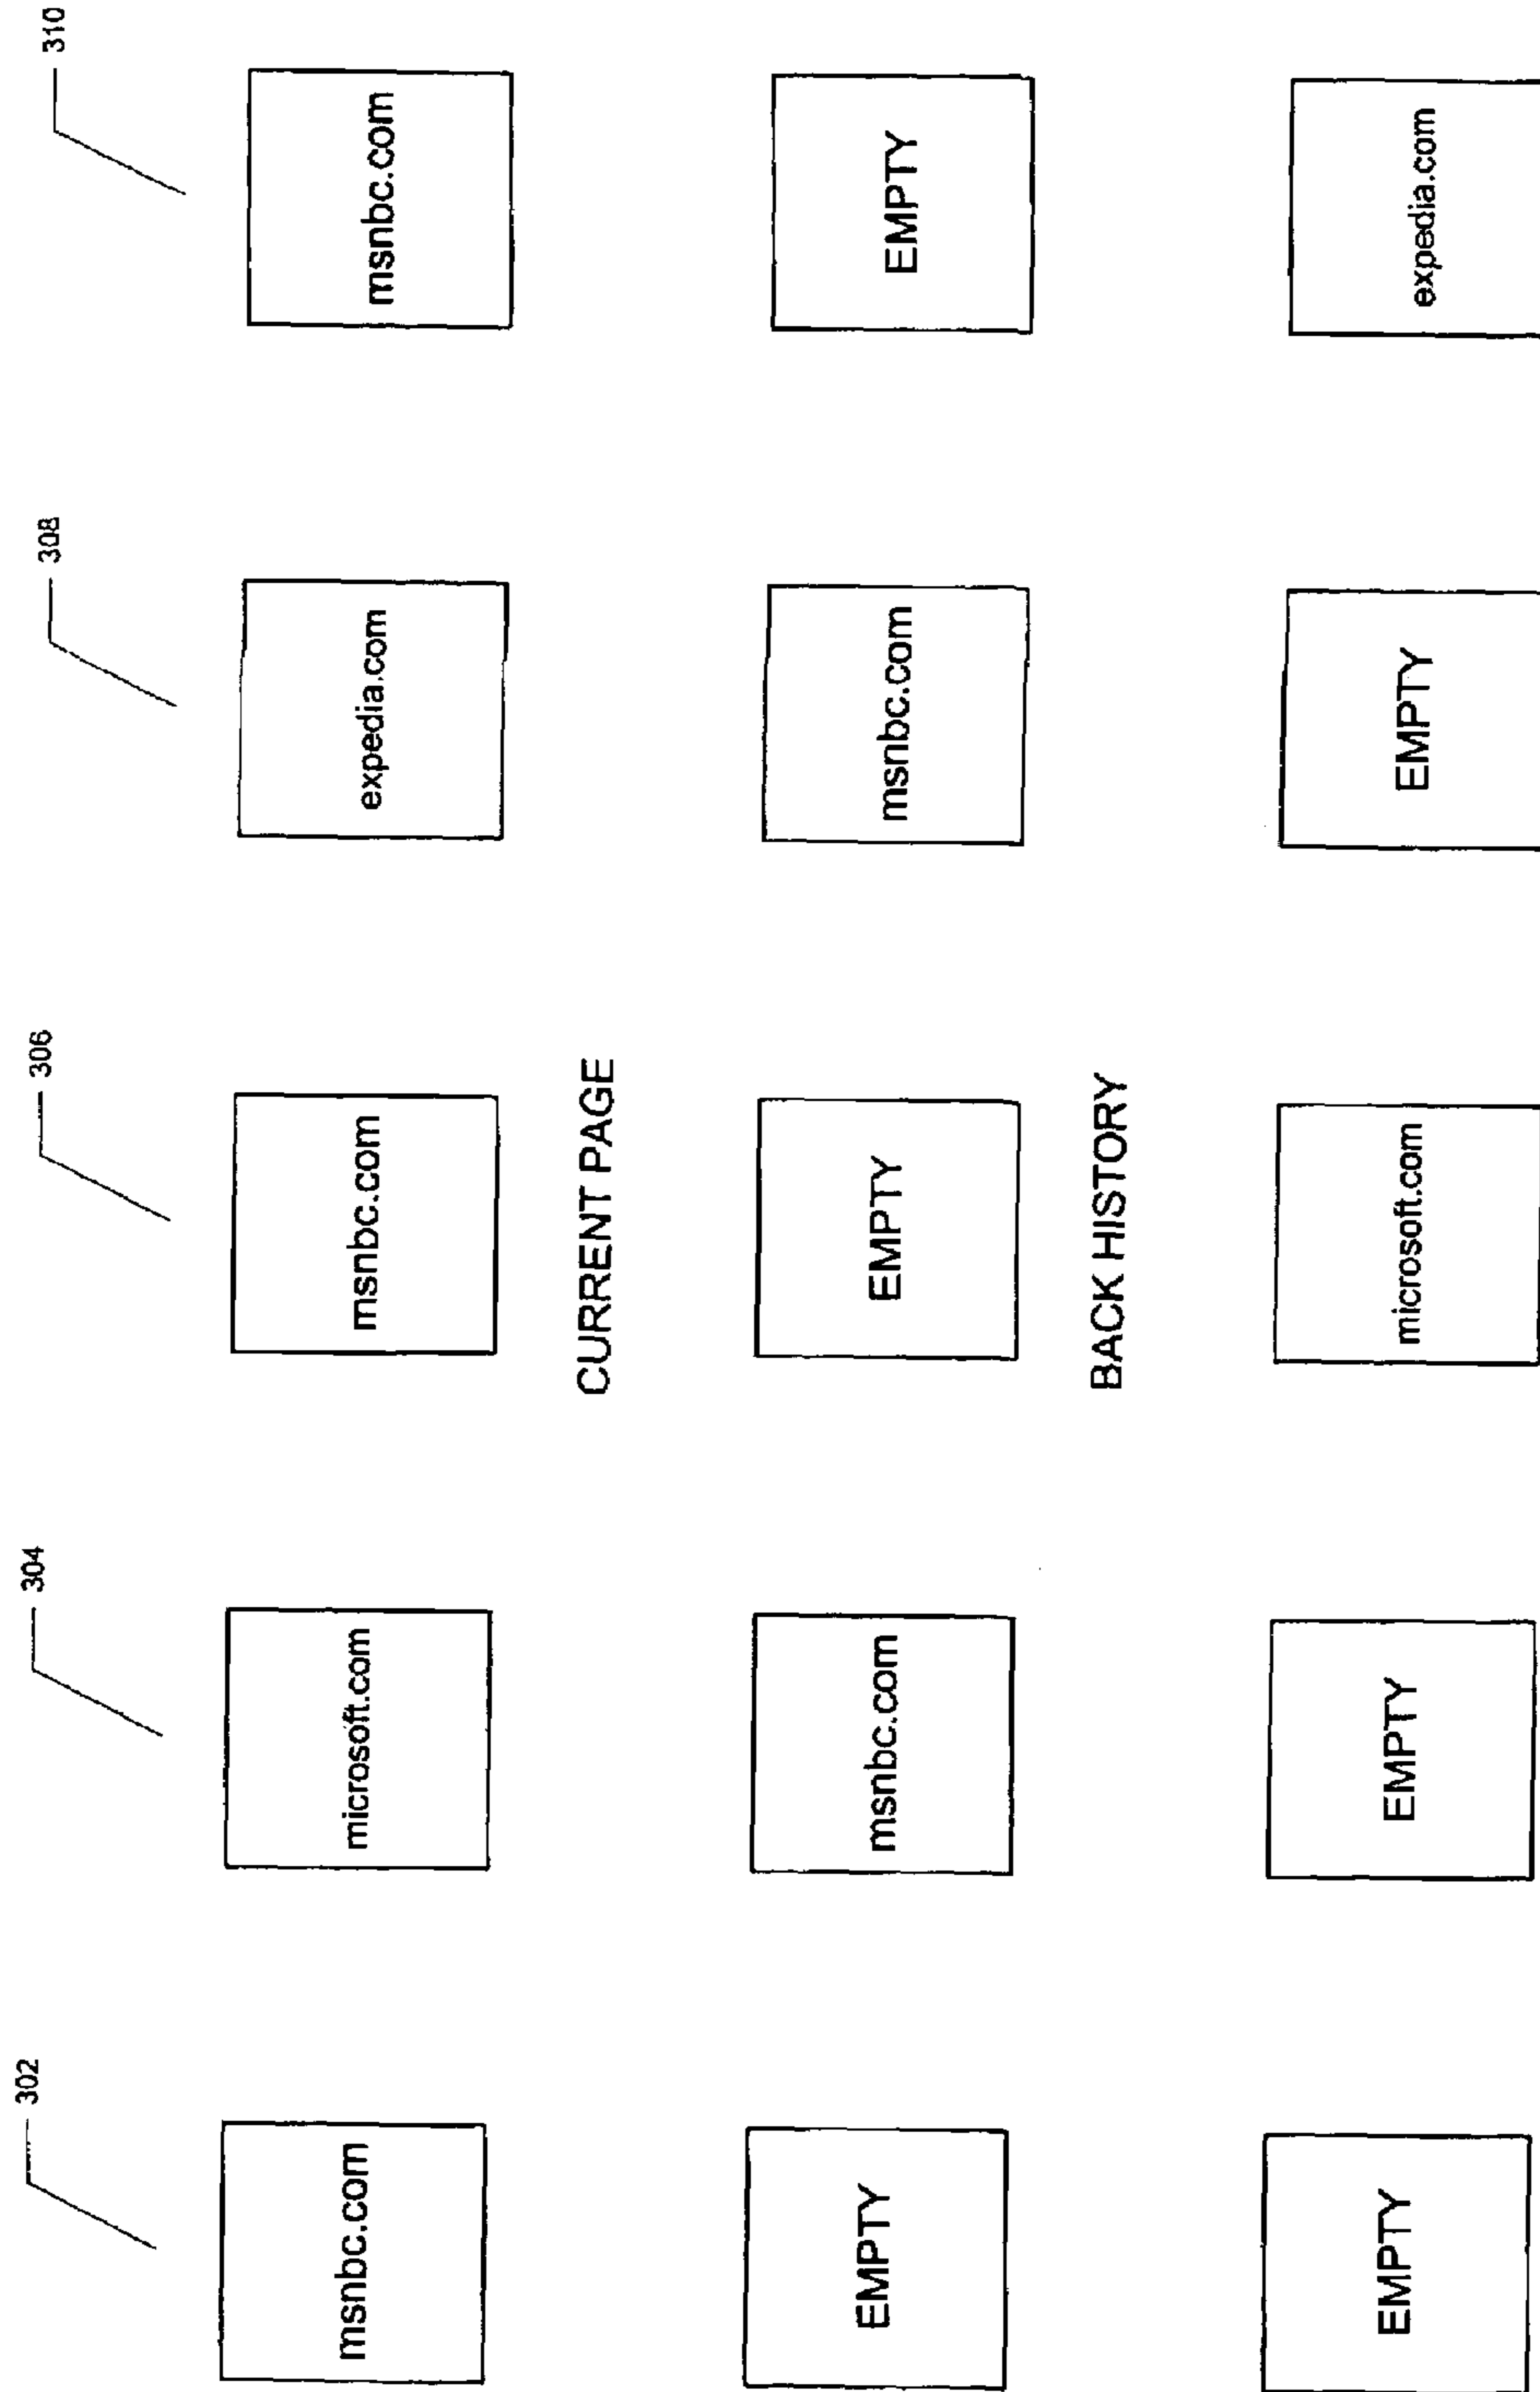 302
304
306
308
310
msnbc.com
microsoft.com
msnbc.com
expedia.com
msnbc.com
CURRENT PAGE
EMPTY
msnbc.com
EMPTY
msnbc.com
EMPTY
BACK HISTORY
EMPTY
EMPTY
microsoft.com
EMPTY
expedia.com